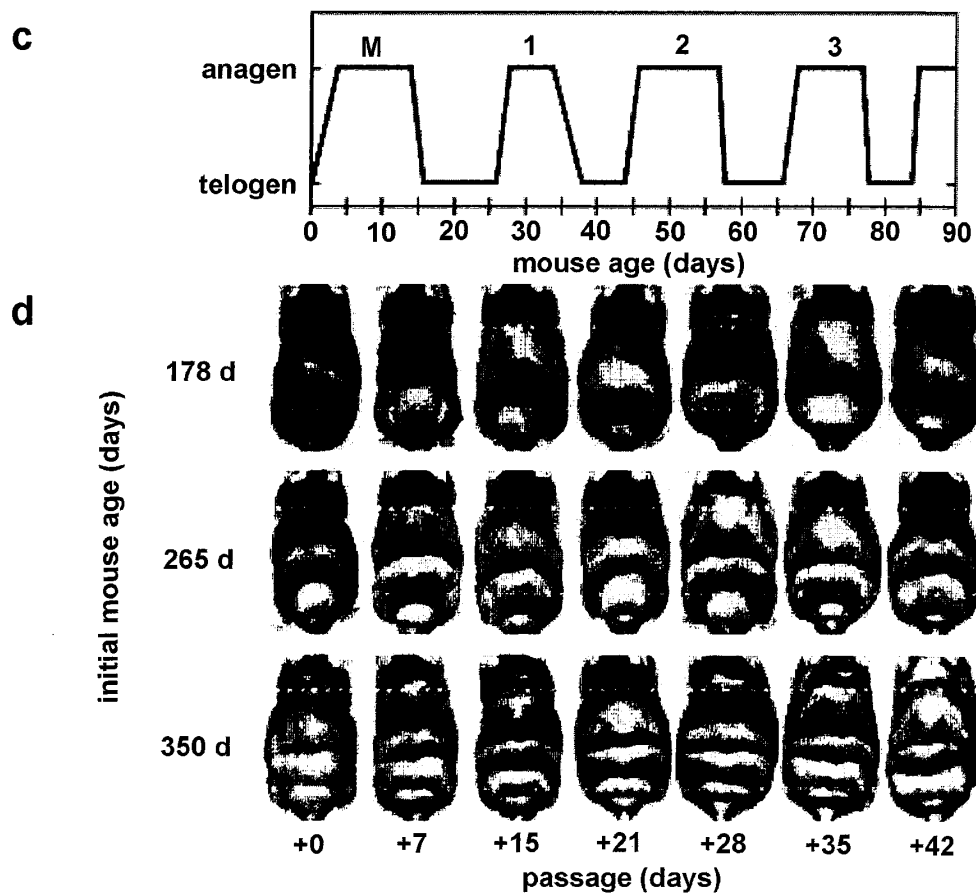 c
M 1 2 3
anagen
telogen
0 10 20 30 40 50 60 70 80 90
mouse age (days)
d
initial mouse age (days)
178 d
265 d
350 d
+0 +7 +15 +21 +28 +35 +42
passage (days)